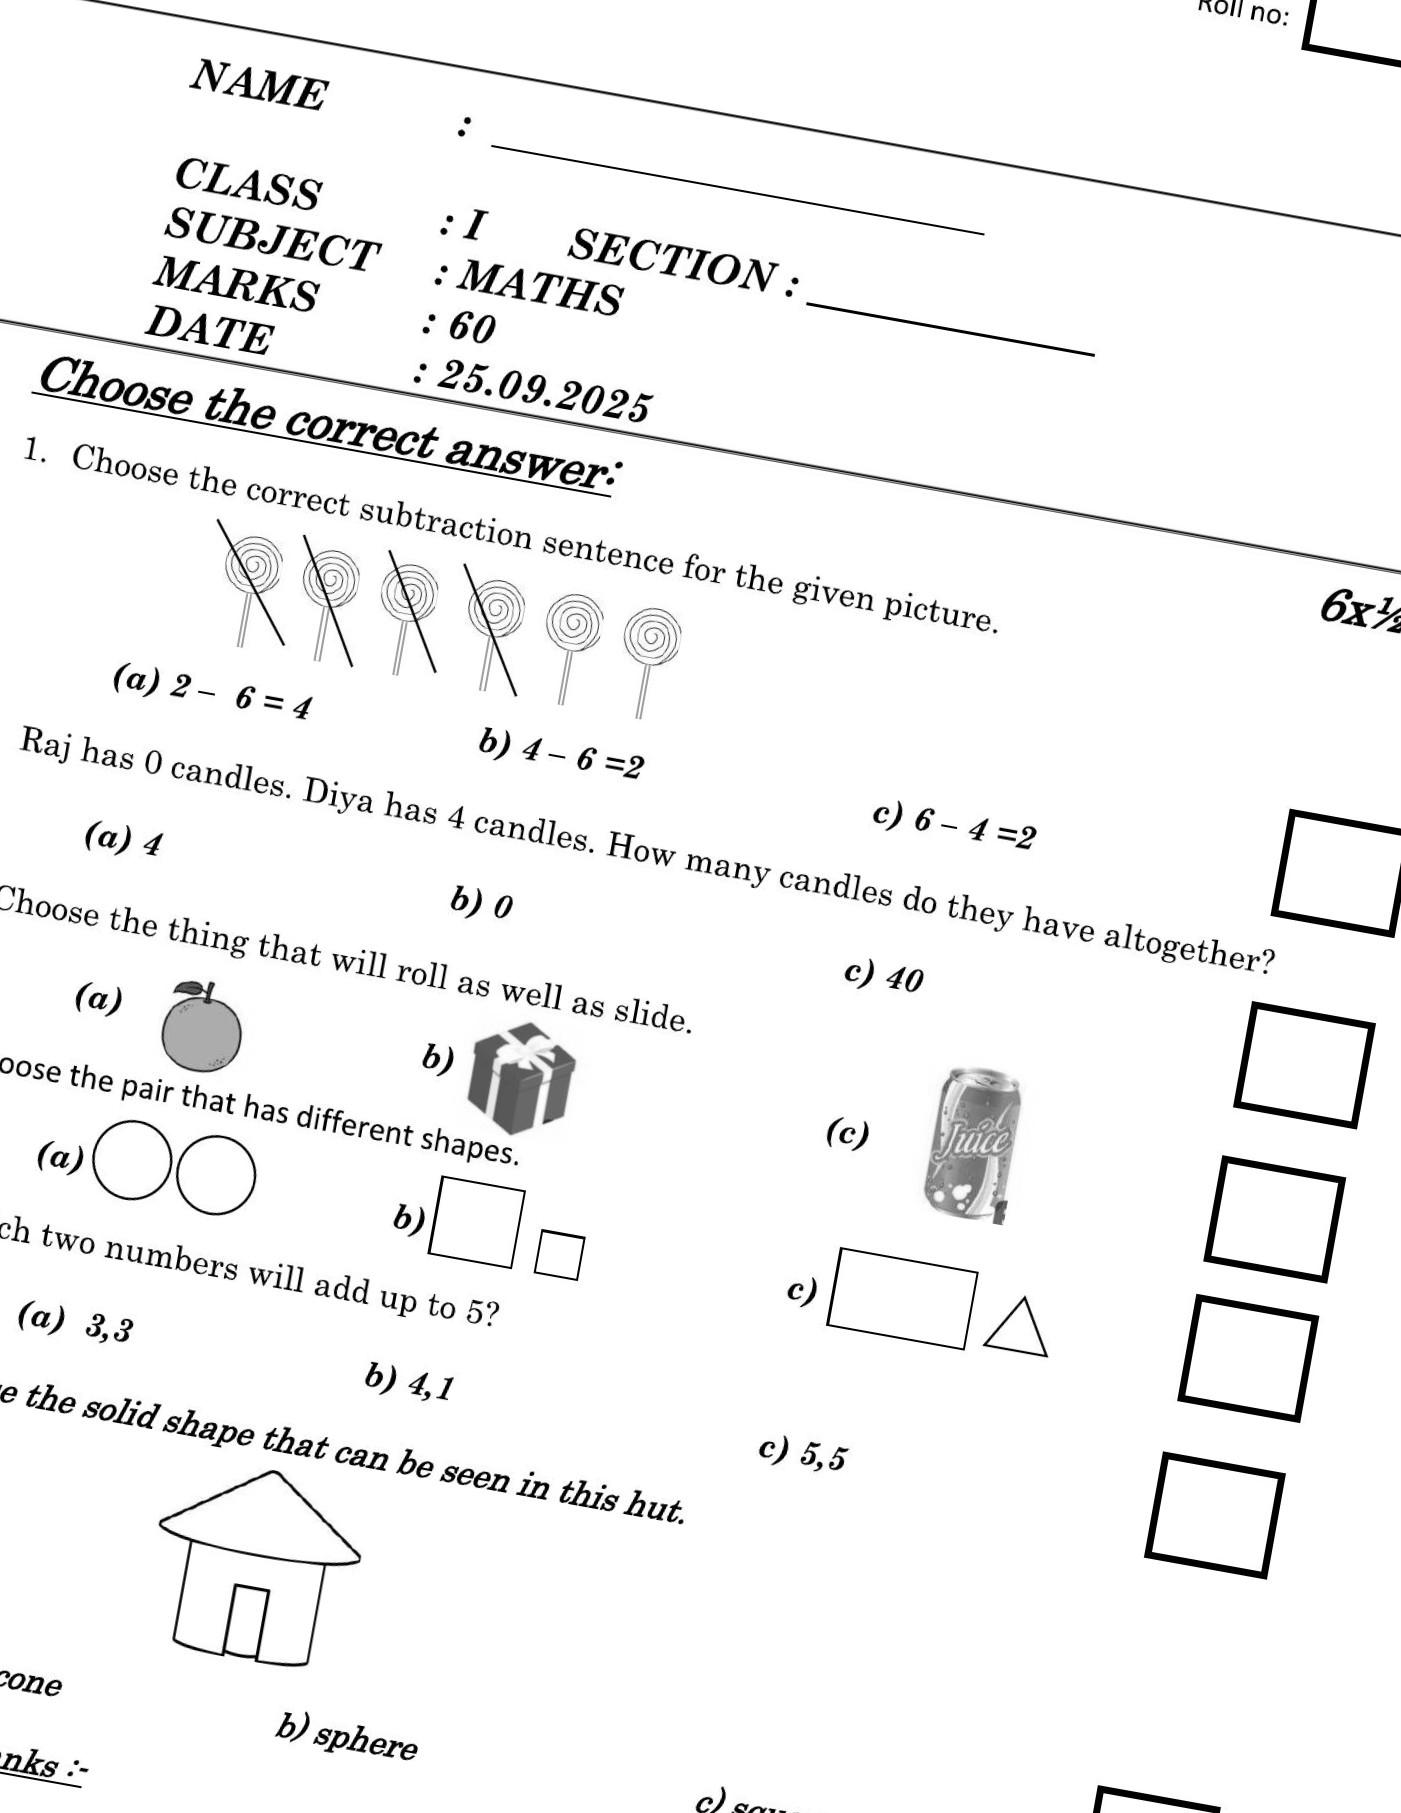 Roll no:
NAME :
CLASS : I SECTION :
SUBJECT : MATHS
MARKS : 60
DATE : 25.09.2025
Choose the correct answer:
6x½
1. Choose the correct subtraction sentence for the given picture.
(a) 2 – 6 = 4 b) 4 – 6 =2 c) 6 – 4 =2
Raj has 0 candles. Diya has 4 candles. How many candles do they have altogether?
(a) 4 b) 0 c) 40
Choose the thing that will roll as well as slide.
(a) b) (c)
Juice
oose the pair that has different shapes.
(a) b) c)
ch two numbers will add up to 5?
(a) 3,3 b) 4,1 c) 5,5
e the solid shape that can be seen in this hut.
cone b) sphere c)
anks :-